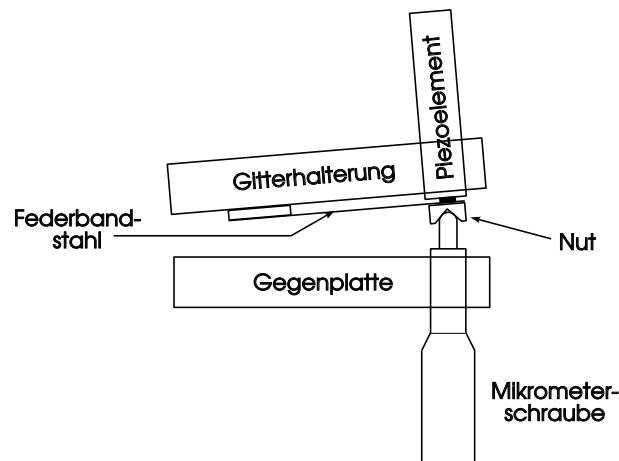 Piezoelement
Gitterhalterung
Federband-
stahl
Nut
Gegenplatte
Mikrometer-
schraube